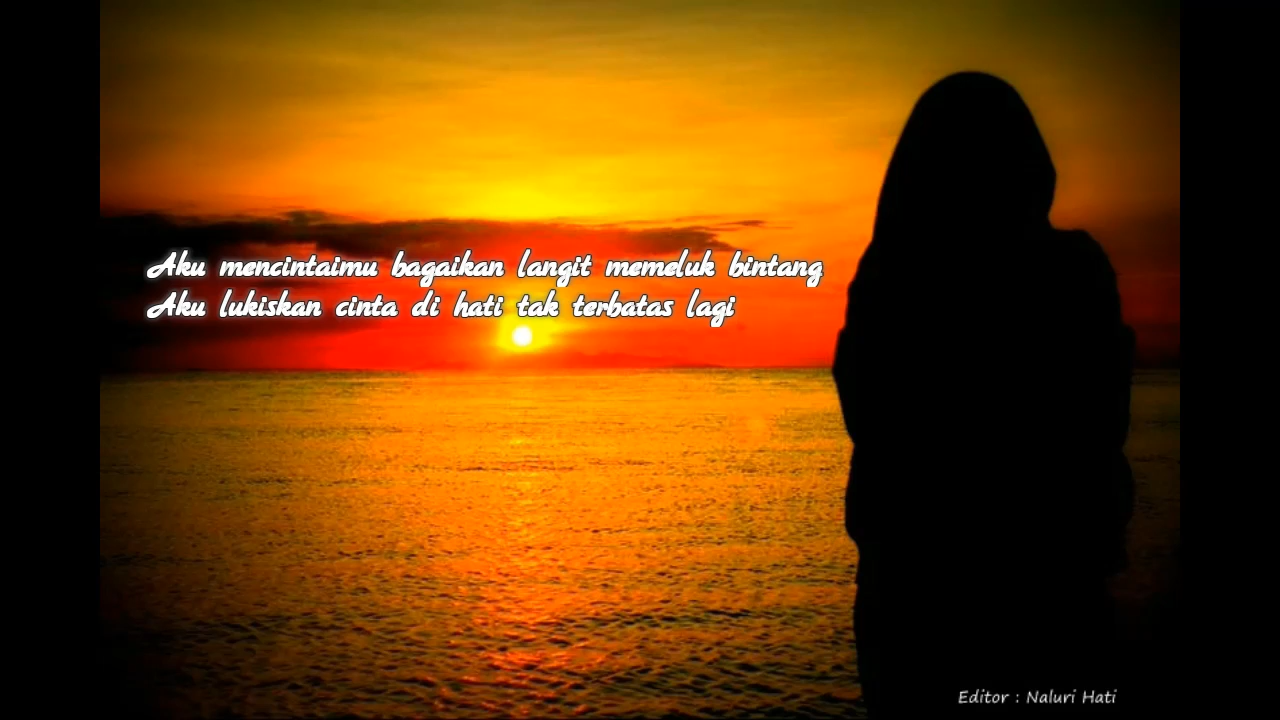 Aku mencintaimu bagaikan langit memeluk bintang
Aku lukiskan cinta di hati tak terbatas lagi
Editor : Naluri Hati